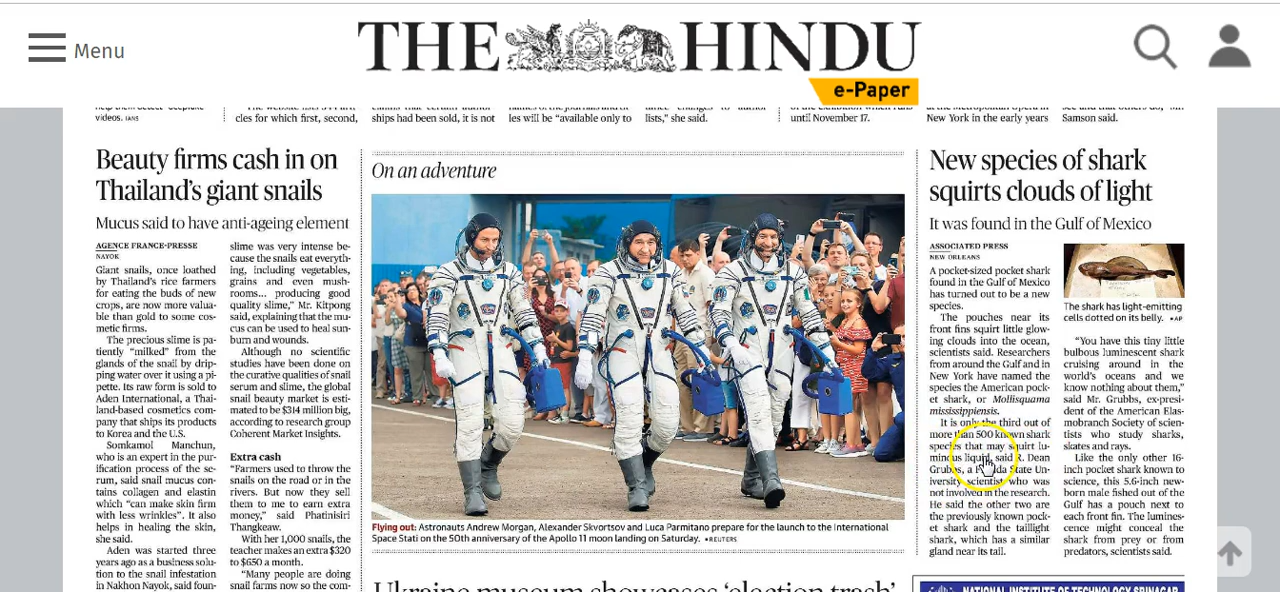 Menu
THE HINDU
e-Paper
videos. IANS
cles for which first, second,
ships had been sold, it is not
les will be "available only to
lists," she said.
until November 17.
New York in the early years
Samson said.
Beauty firms cash in on
Thailand's giant snails
Mucus said to have anti-ageing element
AGENCE FRANCE-PRESSE
NAYOK
Giant snails, once loathed
by Thailand's rice farmers
for eating the buds of new
crops, are now more valua-
ble than gold to some cos-
metic firms.
The precious slime is pa-
tiently "milked" from the
glands of the snail by drip-
ping water over it using a pi-
pette. Its raw form is sold to
Aden International, a Thai-
land-based cosmetics com-
pany that ships its products
to Korea and the U.S.
Somkamol Manchun,
who is an expert in the pur-
ification process of the se-
rum, said snail mucus con-
tains collagen and elastin
which "can make skin firm
with less wrinkles". It also
helps in healing the skin,
she said.
Aden was started three
years ago as a business solu-
tion to the snail infestation
in Nakhon Nayok, said foun-
slime was very intense be-
cause the snails eat everyth-
ing, including vegetables,
grains and even mush-
rooms... producing good
quality slime," Mr. Kitpong
said, explaining that the mu-
cus can be used to heal sun-
burn and wounds.
Although no scientific
studies have been done on
the curative qualities of snail
serum and slime, the global
snail beauty market is esti-
mated to be $314 million big,
according to research group
Coherent Market Insights.
Extra cash
"Farmers used to throw the
snails on the road or in the
rivers. But now they sell
them to me to earn extra
money," said Phatinisiri
Thangkeaw.
With her 1,000 snails, the
teacher makes an extra $320
to $650 a month.
"Many people are doing
snail farms now so the com-
On an adventure
Flying out: Astronauts Andrew Morgan, Alexander Skvortsov and Luca Parmitano prepare for the launch to the International
Space Stati on the 50th anniversary of the Apollo 11 moon landing on Saturday. •REUTERS
Ukraine museum showcases 'election trash'
New species of shark
squirts clouds of light
It was found in the Gulf of Mexico
ASSOCIATED PRESS
NEW ORLEANS
A pocket-sized pocket shark
found in the Gulf of Mexico
has turned out to be a new
species.
The pouches near its
front fins squirt little glow-
ing clouds into the ocean,
scientists said. Researchers
from around the Gulf and in
New York have named the
species the American pock-
et shark, or Mollisquama
mississippiensis.
It is only the third out of
more than 500 known shark
species that may squirt lu-
minous liquid, said R. Dean
Grubbs, a Florida State Un-
iversity scientist who was
not involved in the research.
He said the other two are
the previously known pock-
et shark and the taillight
shark, which has a similar
gland near its tail.
The shark has light-emitting
cells dotted on its belly. •AP
"You have this tiny little
bulbous luminescent shark
cruising around in the
world's oceans and we
know nothing about them,"
said Mr. Grubbs, ex-presi-
dent of the American Elas-
mobranch Society of scien-
tists who study sharks,
skates and rays.
Like the only other 16-
inch pocket shark known to
science, this 5.6-inch new-
born male fished out of the
Gulf has a pouch next to
each front fin. The lumines-
cence might conceal the
shark from prey or from
predators, scientists said.
NATIONAL INSTITUTE OF TECHNOLOGY SRINAGAR